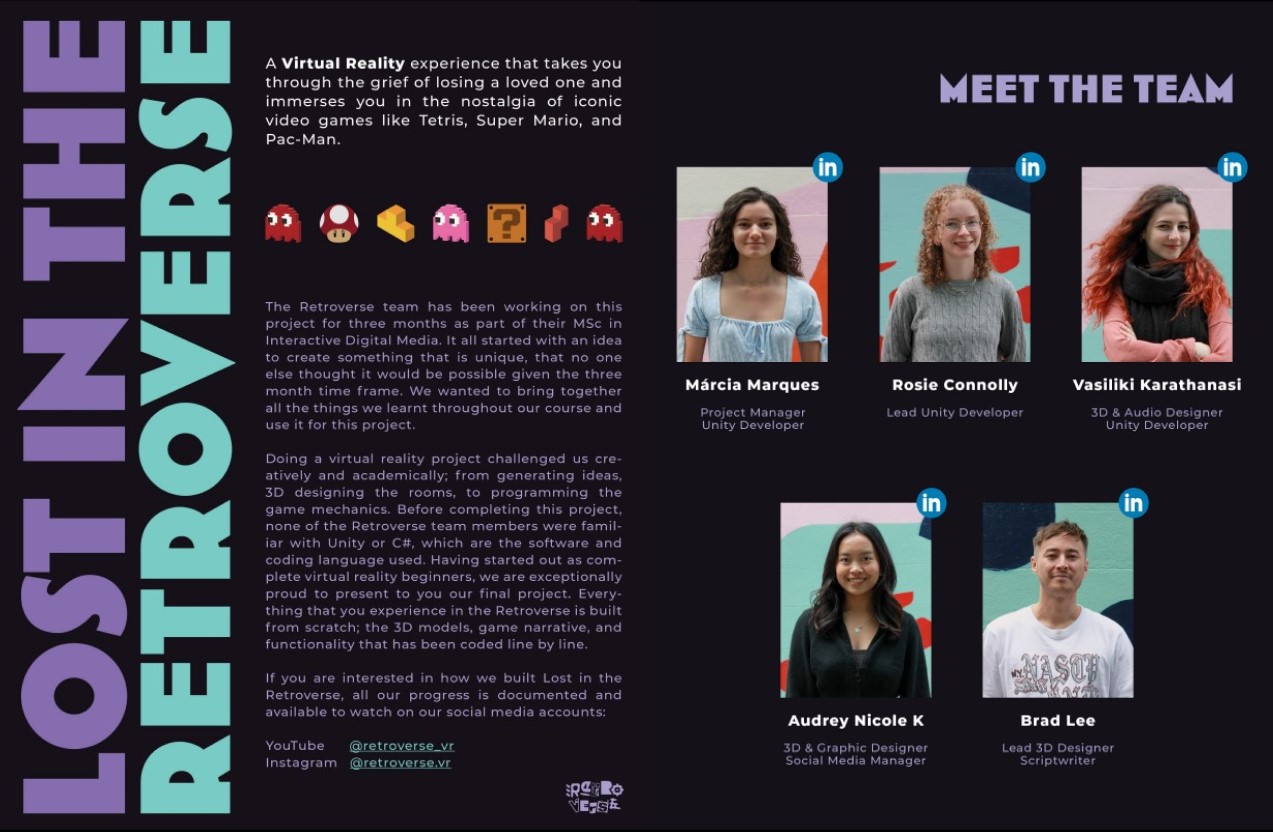 LOST IN THE
RETROVERSE
A Virtual Reality experience that takes you
through the grief of losing a loved one and
immerses you in the nostalgia of iconic
video games like Tetris, Super Mario, and
Pac-Man.
?
The Retroverse team has been working on this
project for three months as part of their MSc in
Interactive Digital Media. It all started with an idea
to create something that is unique, that no one
else thought it would be possible given the three
month time frame. We wanted to bring together
all the things we learnt throughout our course and
use it for this project.
Doing a virtual reality project challenged us cre-
atively and academically; from generating ideas,
3D designing the rooms, to programming the
game mechanics. Before completing this project,
none of the Retroverse team members were famil-
iar with Unity or C#, which are the software and
coding language used. Having started out as com-
plete virtual reality beginners, we are exceptionally
proud to present to you our final project. Every-
thing that you experience in the Retroverse is built
from scratch; the 3D models, game narrative, and
functionality that has been coded line by line.
If you are interested in how we built Lost in the
Retroverse, all our progress is documented and
available to watch on our social media accounts:
YouTube @retroverse_vr
Instagram @retroverse.vr
RETRO
VERSE
MEET THE TEAM
in
in
in
Márcia Marques
Project Manager
Unity Developer
Rosie Connolly
Lead Unity Developer
Vasiliki Karathanasi
3D & Audio Designer
Unity Developer
in
in
Audrey Nicole K
3D & Graphic Designer
Social Media Manager
Brad Lee
Lead 3D Designer
Scriptwriter